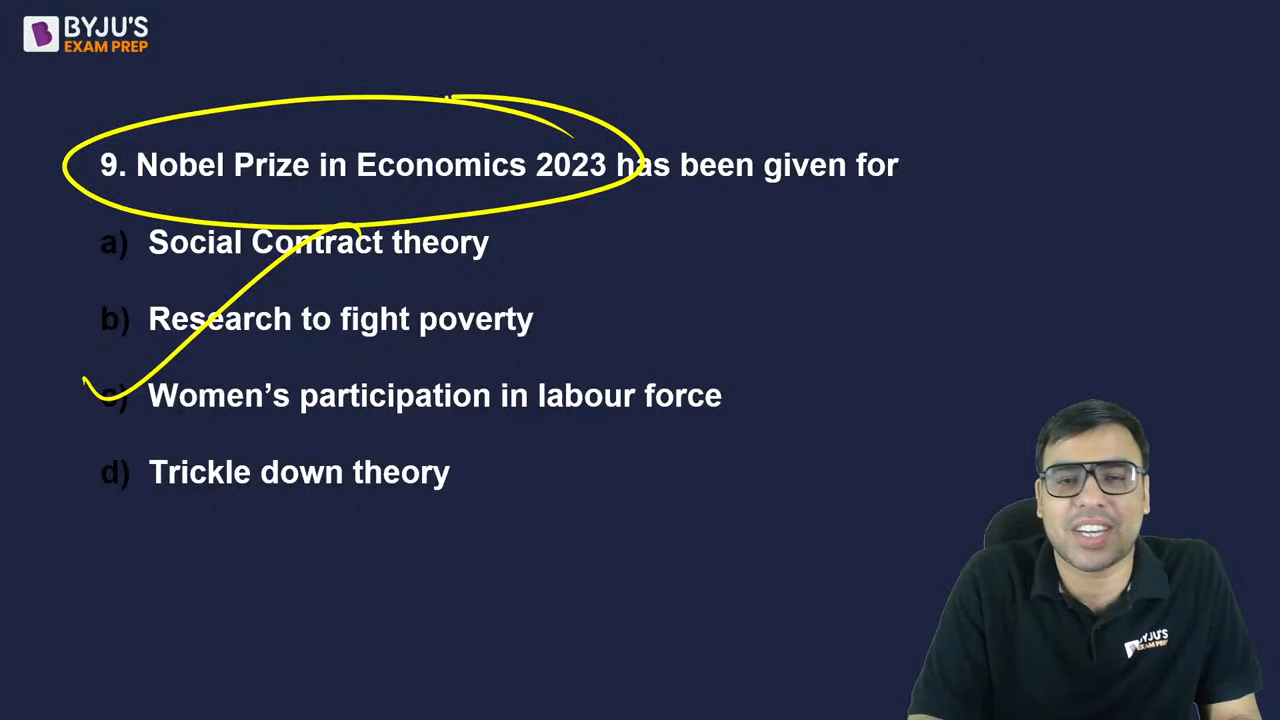 BYJU'S
EXAM PREP
9. Nobel Prize in Economics 2023 has been given for
a) Social Contract theory
b) Research to fight poverty
c) Women’s participation in labour force
d) Trickle down theory
BYJU'S
EXAM PREP